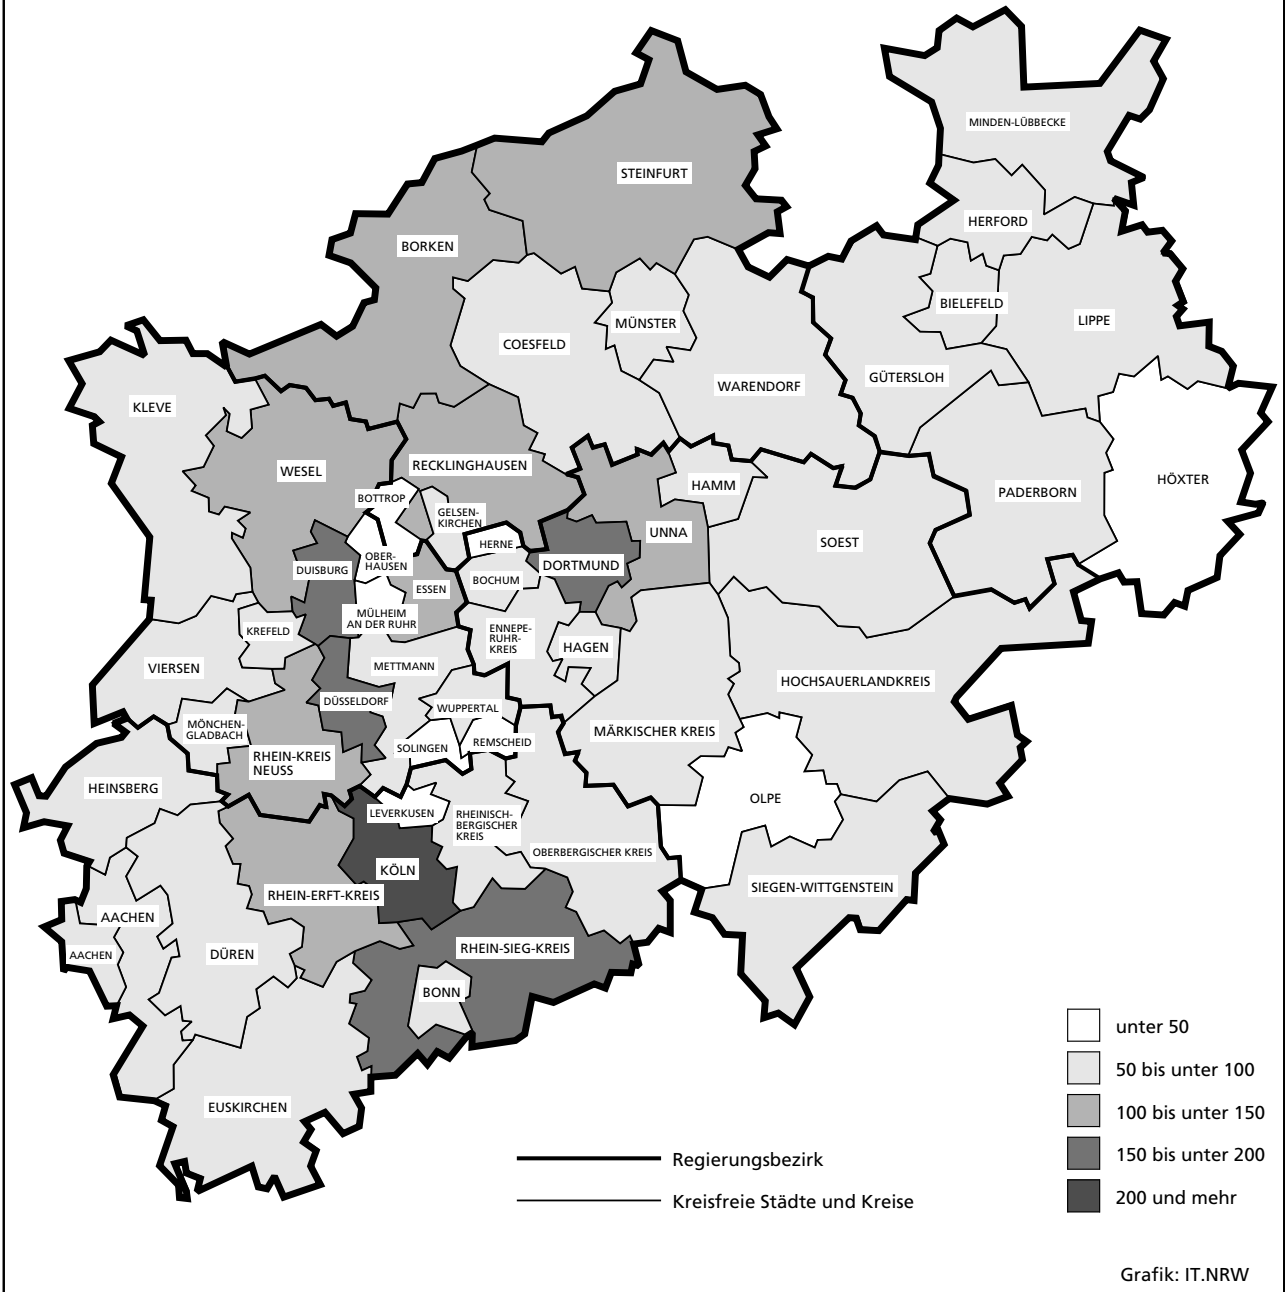 MINDEN-LÜBBECKE
STEINFURT
HERFORD
BORKEN
BIELEFELD
LIPPE
MÜNSTER
COESFELD
GÜTERSLOH
WARENDORF
KLEVE
RECKLINGHAUSEN
WESEL
HÖXTER
HAMM
PADERBORN
BOTTROP
GELSEN-
KIRCHEN
UNNA
HERNE
SOEST
OBER-
HAUSEN
DORTMUND
DUISBURG
BOCHUM
ESSEN
MÜLHEIM
AN DER RUHR
KREFELD
ENNEPE-
RUHR-
KREIS
HAGEN
VIERSEN
METTMANN
HOCHSAUERLANDKREIS
DÜSSELDORF
WUPPERTAL
MÖNCHEN-
GLADBACH
MÄRKISCHER KREIS
REMSCHEID
SOLINGEN
RHEIN-KREIS
NEUSS
HEINSBERG
OLPE
LEVERKUSEN
RHEINISCH-
BERGISCHER
KREIS
OBERBERGISCHER KREIS
KÖLN
SIEGEN-WITTGENSTEIN
RHEIN-ERFT-KREIS
AACHEN
RHEIN-SIEG-KREIS
AACHEN
DÜREN
BONN
EUSKIRCHEN
unter 50
50 bis unter 100
100 bis unter 150
150 bis unter 200
200 und mehr
Regierungsbezirk
Kreisfreie Städte und Kreise
Grafik: IT.NRW